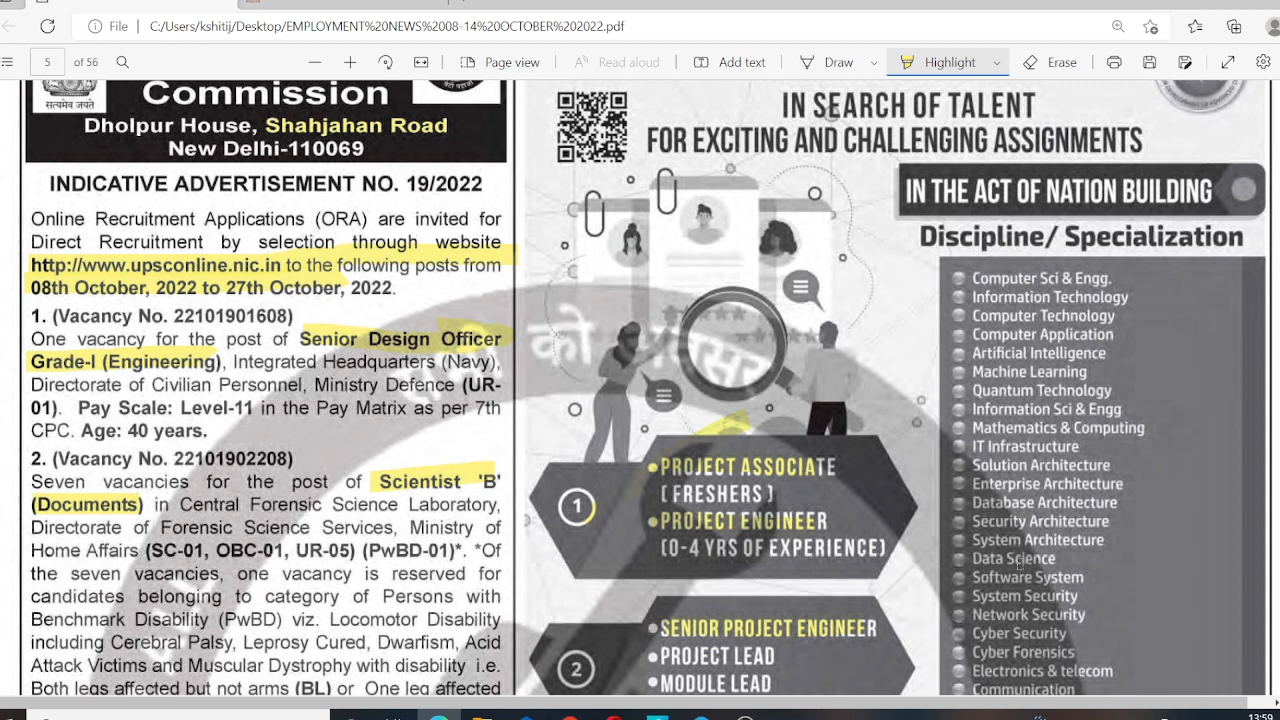 File
C:/Users/kshitij/Desktop/EMPLOYMENT%20NEWS%2008-14%20OCTOBER%202022.pdf
5
of 56
Page view
Read aloud
Add text
Draw
Highlight
Erase
सत्यमेव जयते
Commission
Dholpur House, Shahjahan Road
New Delhi-110069
INDICATIVE ADVERTISEMENT NO. 19/2022
Online Recruitment Applications (ORA) are invited for
Direct Recruitment by selection through website
http://www.upsconline.nic.in to the following posts from
08th October, 2022 to 27th October, 2022.
1. (Vacancy No. 22101901608)
One vacancy for the post of Senior Design Officer
Grade-I (Engineering), Integrated Headquarters (Navy),
Directorate of Civilian Personnel, Ministry Defence (UR-
01). Pay Scale: Level-11 in the Pay Matrix as per 7th
CPC. Age: 40 years.
2. (Vacancy No. 22101902208)
Seven vacancies for the post of Scientist 'B'
(Documents) in Central Forensic Science Laboratory,
Directorate of Forensic Science Services, Ministry of
Home Affairs (SC-01, OBC-01, UR-05) (PwBD-01)*. *Of
the seven vacancies, one vacancy is reserved for
candidates belonging to category of Persons with
Benchmark Disability (PwBD) viz. Locomotor Disability
including Cerebral Palsy, Leprosy Cured, Dwarfism, Acid
Attack Victims and Muscular Dystrophy with disability i.e.
Both legs affected but not arms (BL) or One leg affected
IN SEARCH OF TALENT
FOR EXCITING AND CHALLENGING ASSIGNMENTS
IN THE ACT OF NATION BUILDING
Discipline/ Specialization
Computer Sci & Engg.
Information Technology
Computer Technology
Computer Application
Artificial Intelligence
Machine Learning
Quantum Technology
Information Sci & Engg
Mathematics & Computing
IT Infrastructure
Solution Architecture
Enterprise Architecture
Database Architecture
Security Architecture
System Architecture
Data Science
Software System
System Security
Network Security
Cyber Security
Cyber Forensics
Electronics & telecom
Communication
को
1
PROJECT ASSOCIATE
( FRESHERS )
PROJECT ENGINEER
(0-4 YRS OF EXPERIENCE)
2
SENIOR PROJECT ENGINEER
PROJECT LEAD
MODULE LEAD
13:59